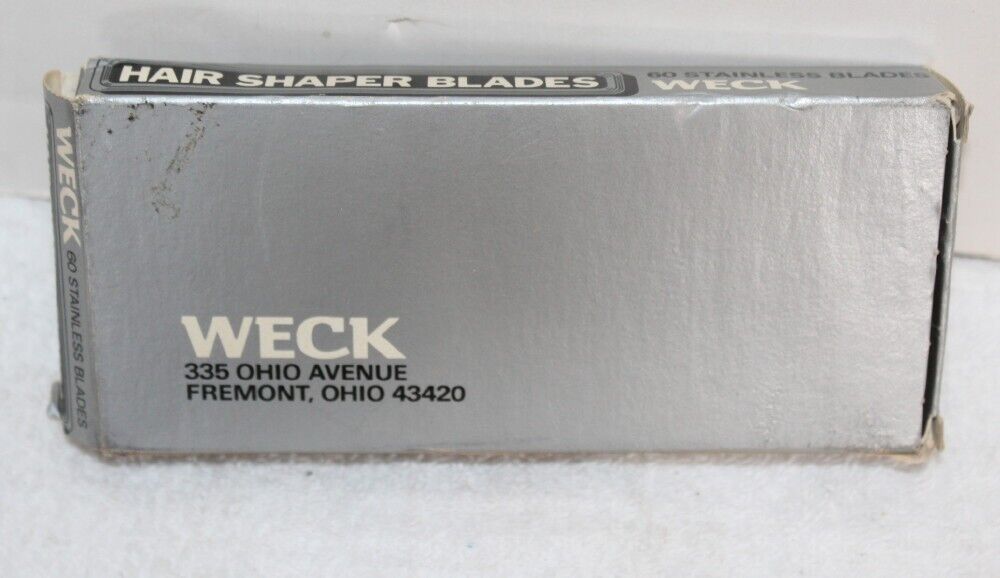 HAIR SHAPER BLADES
60 STAINLESS BLADES
WECK
WECK 60 STAINLESS BLADES
WECK
335 OHIO AVENUE
FREMONT, OHIO 43420